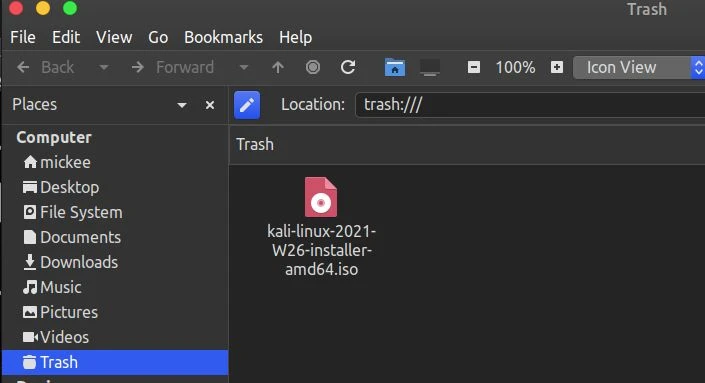 Trash
File Edit View Go Bookmarks Help
Back Forward 100% Icon View
Places
Location: trash:///
Computer
mickee
Desktop
File System
Documents
Downloads
Music
Pictures
Videos
Trash
Trash
kali-linux-2021-
W26-installer-
amd64.iso